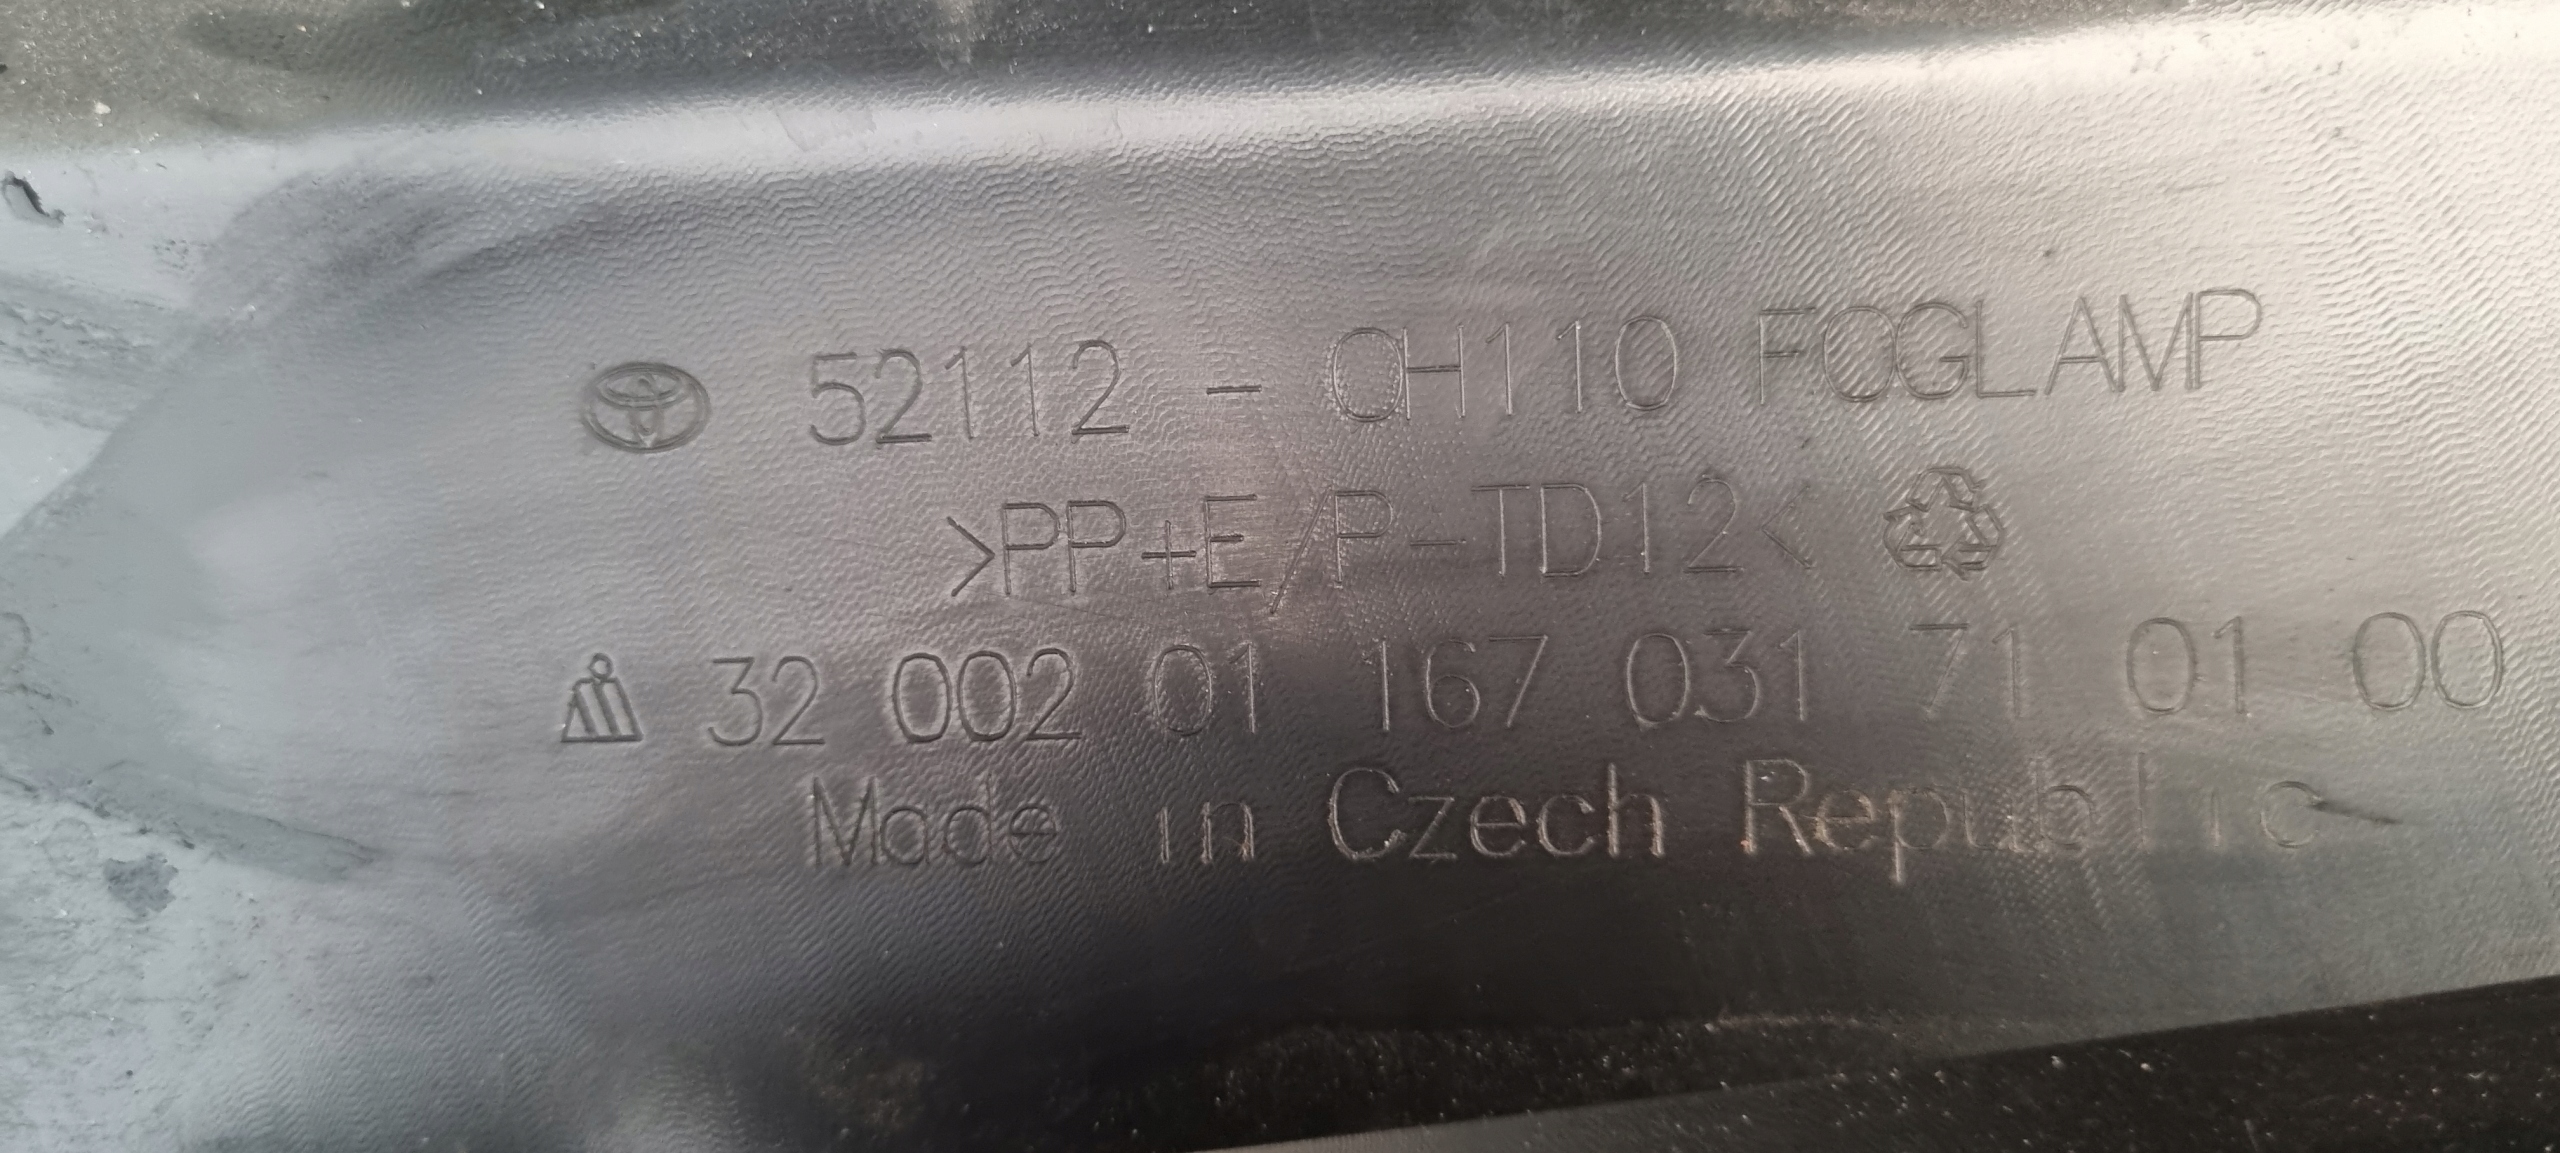 52112 - 0H110 FOGLAMP
>PP+E/P-TD12<
32 002 01 167 031 71 01 00
Made in Czech Republic